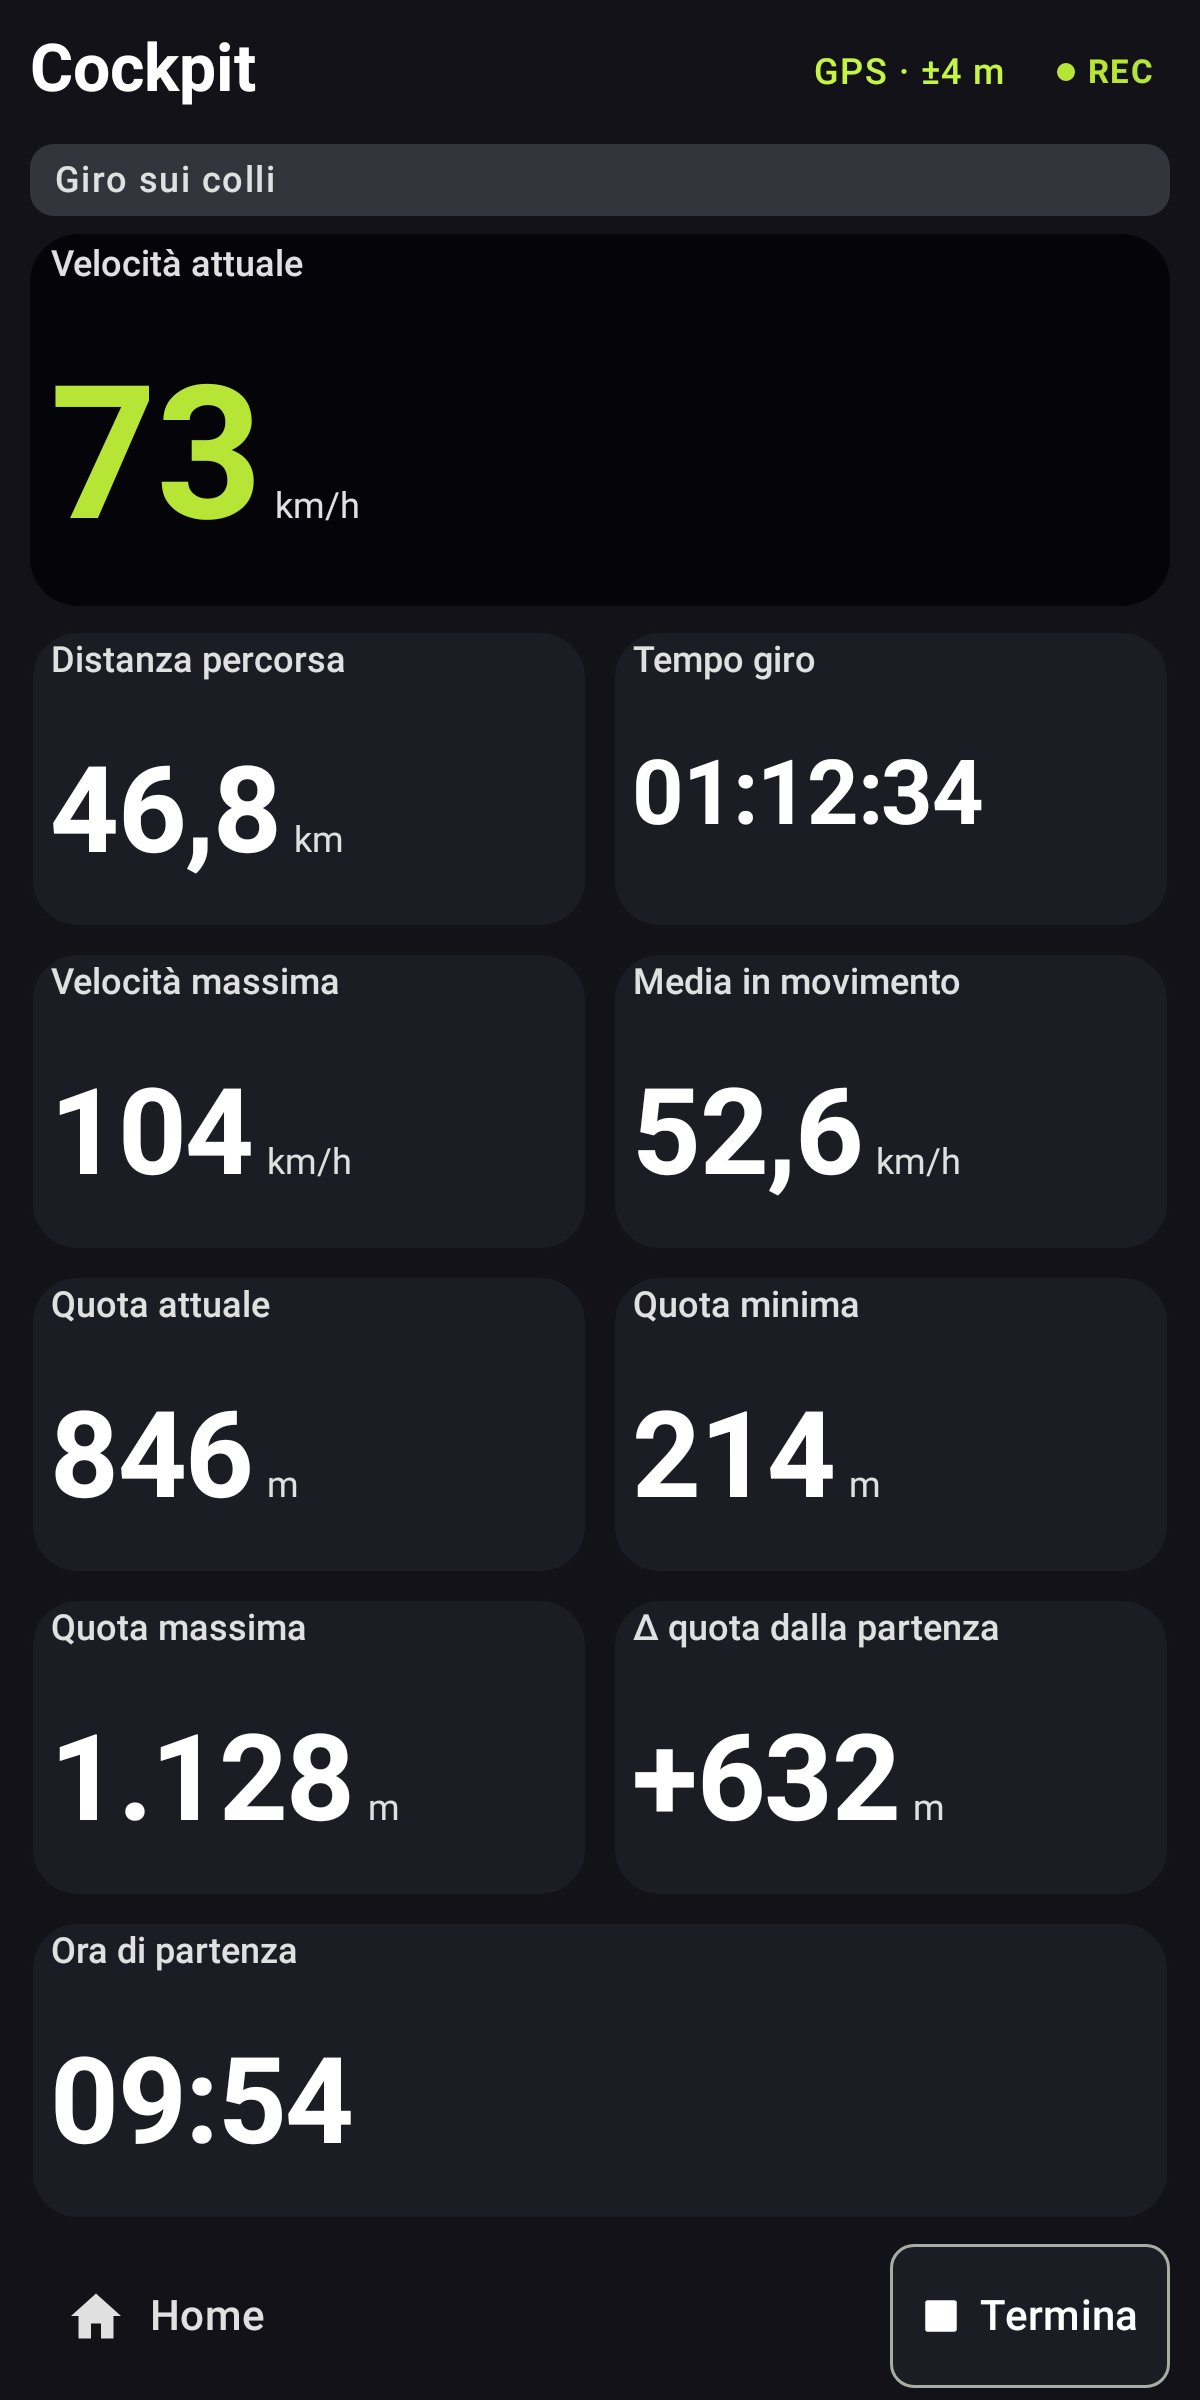 Cockpit
GPS · ±4 m
REC
Giro sui colli
Velocità attuale
73 km/h
Distanza percorsa
46,8 km
Tempo giro
01:12:34
Velocità massima
104 km/h
Media in movimento
52,6 km/h
Quota attuale
846 m
Quota minima
214 m
Quota massima
1.128 m
Δ quota dalla partenza
+632 m
Ora di partenza
09:54
Home
Termina